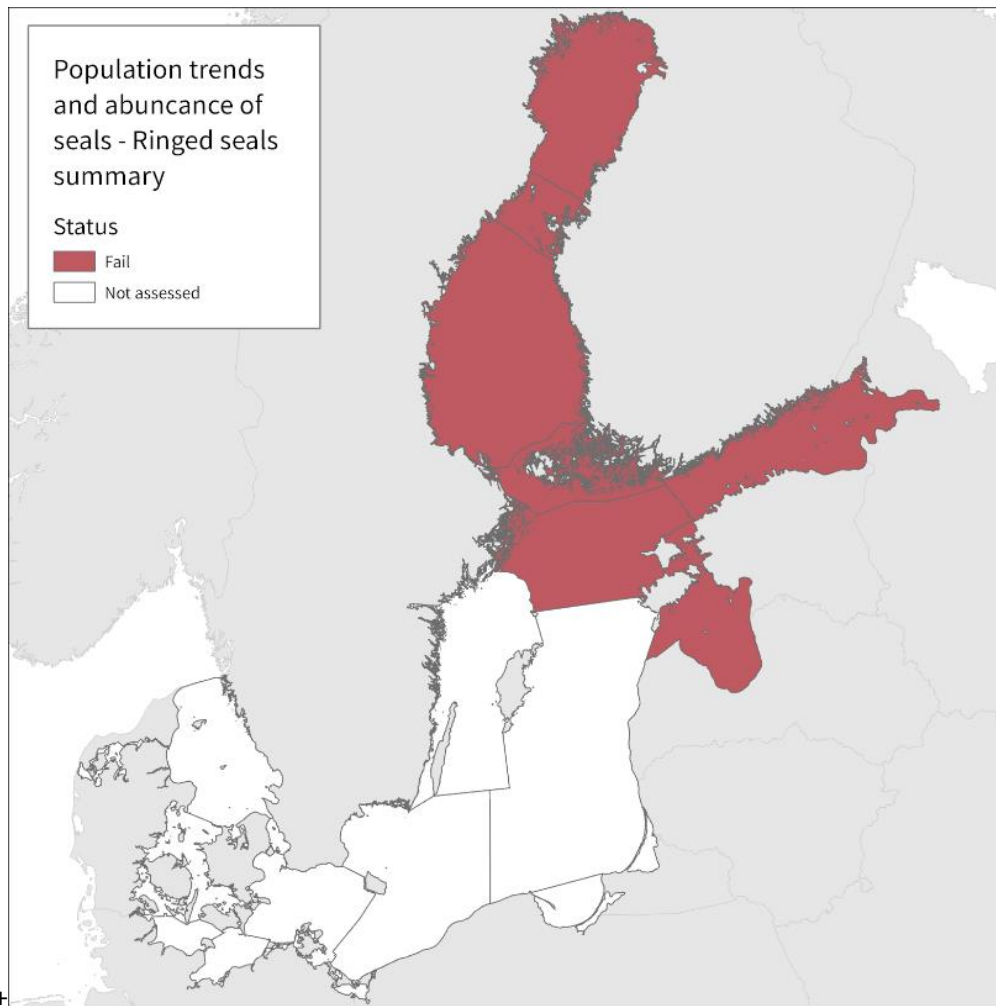 Population trends
and abuncance of
seals - Ringed seals
summary
Status
Fail
Not assessed